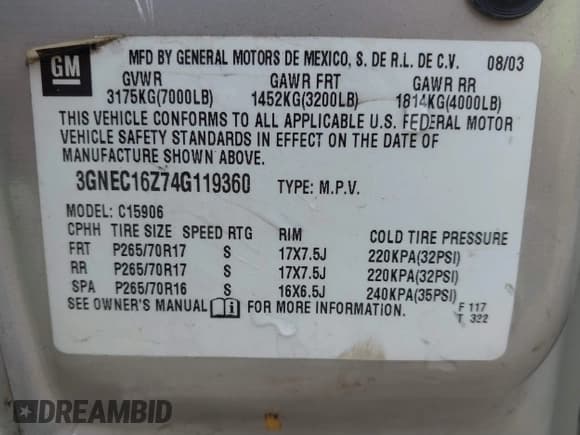 GM
MFD BY GENERAL MOTORS DE MEXICO, S. DE R.L. DE C.V. 08/03
GVWR GAWR FRT GAWR RR
3175KG(7000LB) 1452KG(3200LB) 1814KG(4000LB)
THIS VEHICLE CONFORMS TO ALL APPLICABLE U.S. FEDERAL MOTOR
VEHICLE SAFETY STANDARDS IN EFFECT ON THE DATE OF
MANUFACTURE SHOWN ABOVE.
3GNEC16Z74G119360 TYPE: M.P.V.
MODEL: C15906
CPHH TIRE SIZE SPEED RTG RIM COLD TIRE PRESSURE
FRT P265/70R17 S 17X7.5J 220KPA(32PSI)
RR P265/70R17 S 17X7.5J 220KPA(32PSI)
SPA P265/70R16 S 16X6.5J 240KPA(35PSI)
SEE OWNER'S MANUAL FOR MORE INFORMATION.
F 117
T 322
DREAMBID